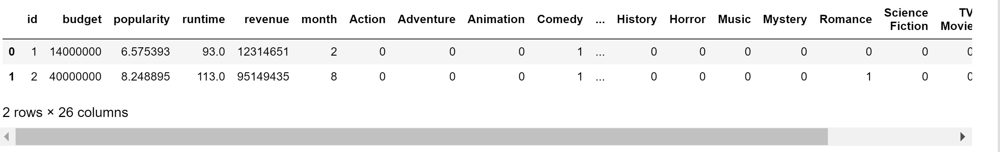 id budget popularity runtime revenue month Action Adventure Animation Comedy ... History Horror Music Mystery Romance Science Fiction TV Movie
0 1 14000000 6.575393 93.0 12314651 2 0 0 0 1 ... 0 0 0 0 0 0 0
1 2 40000000 8.248895 113.0 95149435 8 0 0 0 1 ... 0 0 0 0 1 0 0
2 rows × 26 columns